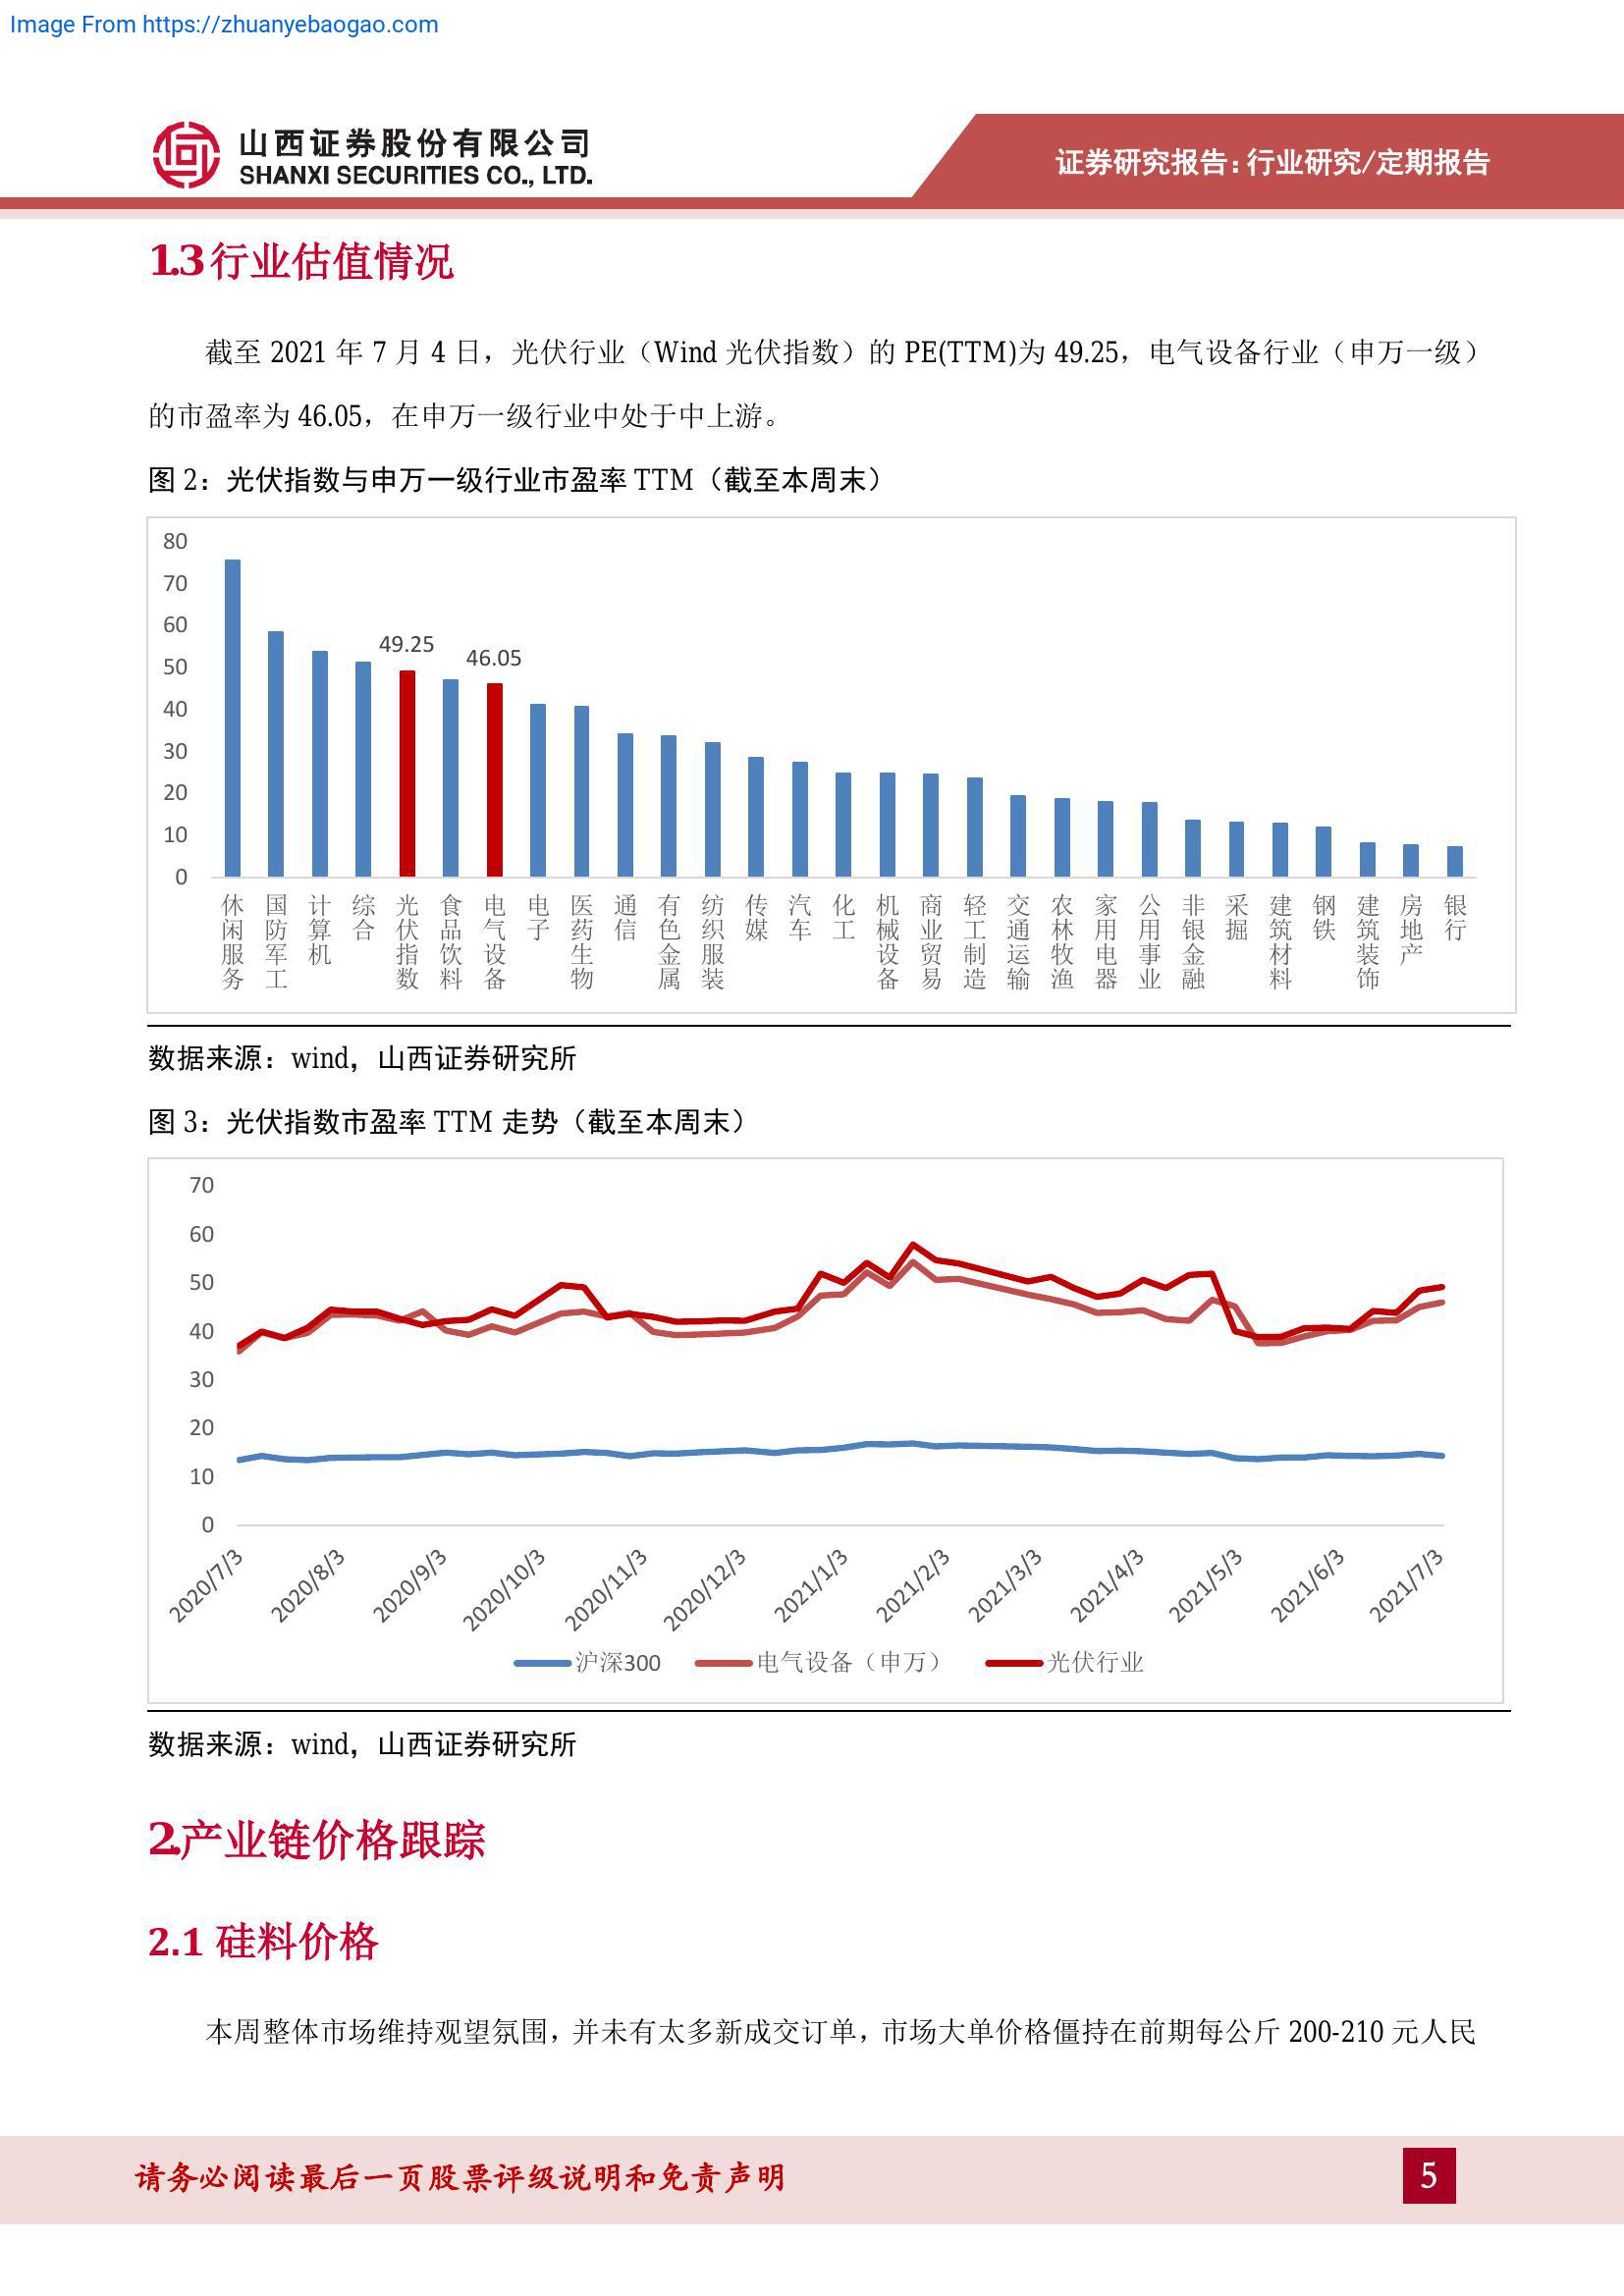 Image From https://zhuanyebaogao.com
山西证券股份有限公司
SHANXI SECURITIES CO., LTD.
证券研究报告:行业研究/定期报告
1.3 行业估值情况
截至 2021 年 7 月 4 日，光伏行业（Wind 光伏指数）的 PE(TTM)为 49.25，电气设备行业（申万一级）
的市盈率为 46.05，在申万一级行业中处于中上游。
图 2：光伏指数与申万一级行业市盈率 TTM（截至本周末）
80
70
60
50
40
30
20
10
0
49.25
46.05
休闲服务
国防军工
计算机
综合
光伏指数
食品饮料
电气设备
电子
医药生物
通信
有色金属
纺织服装
传媒
汽车
化工
机械设备
商业贸易
轻工制造
交通运输
农林牧渔
家用电器
公用事业
非银金融
采掘
建筑材料
钢铁
建筑装饰
房地产
银行
数据来源：wind，山西证券研究所
图 3：光伏指数市盈率 TTM 走势（截至本周末）
70
60
50
40
30
20
10
0
2020/7/3
2020/8/3
2020/9/3
2020/10/3
2020/11/3
2020/12/3
2021/1/3
2021/2/3
2021/3/3
2021/4/3
2021/5/3
2021/6/3
2021/7/3
沪深300
电气设备（申万）
光伏行业
数据来源：wind，山西证券研究所
2.产业链价格跟踪
2.1 硅料价格
本周整体市场维持观望氛围，并未有太多新成交订单，市场大单价格僵持在前期每公斤 200-210 元人民
请务必阅读最后一页股票评级说明和免责声明
5